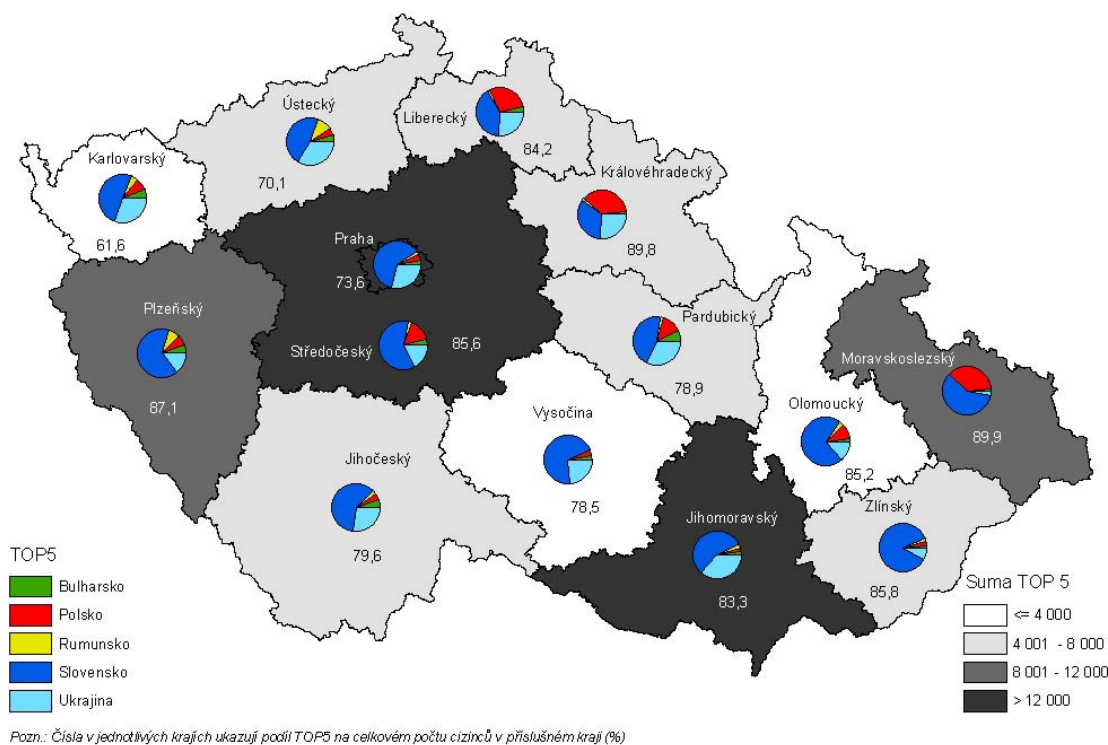 Ústecký
Liberecký
84,2
Karlovarský
70,1
Královéhradecký
61,6
89,8
Praha
73,6
Plzeňský
Pardubický
Středočeský
85,6
Moravskoslezský
78,9
87,1
Vysočina
Olomoucký
89,9
Jihočeský
85,2
78,5
Zlínský
Jihomoravský
79,6
83,3
85,8
TOP5
Bulharsko
Polsko
Rumunsko
Slovensko
Ukrajina
Suma TOP 5
<= 4 000
4 001 - 8 000
8 001 - 12 000
> 12 000
Pozn.: Čísla v jednotlivých krajích ukazují podíl TOP5 na celkovém počtu cizinců v příslušném kraji (%)